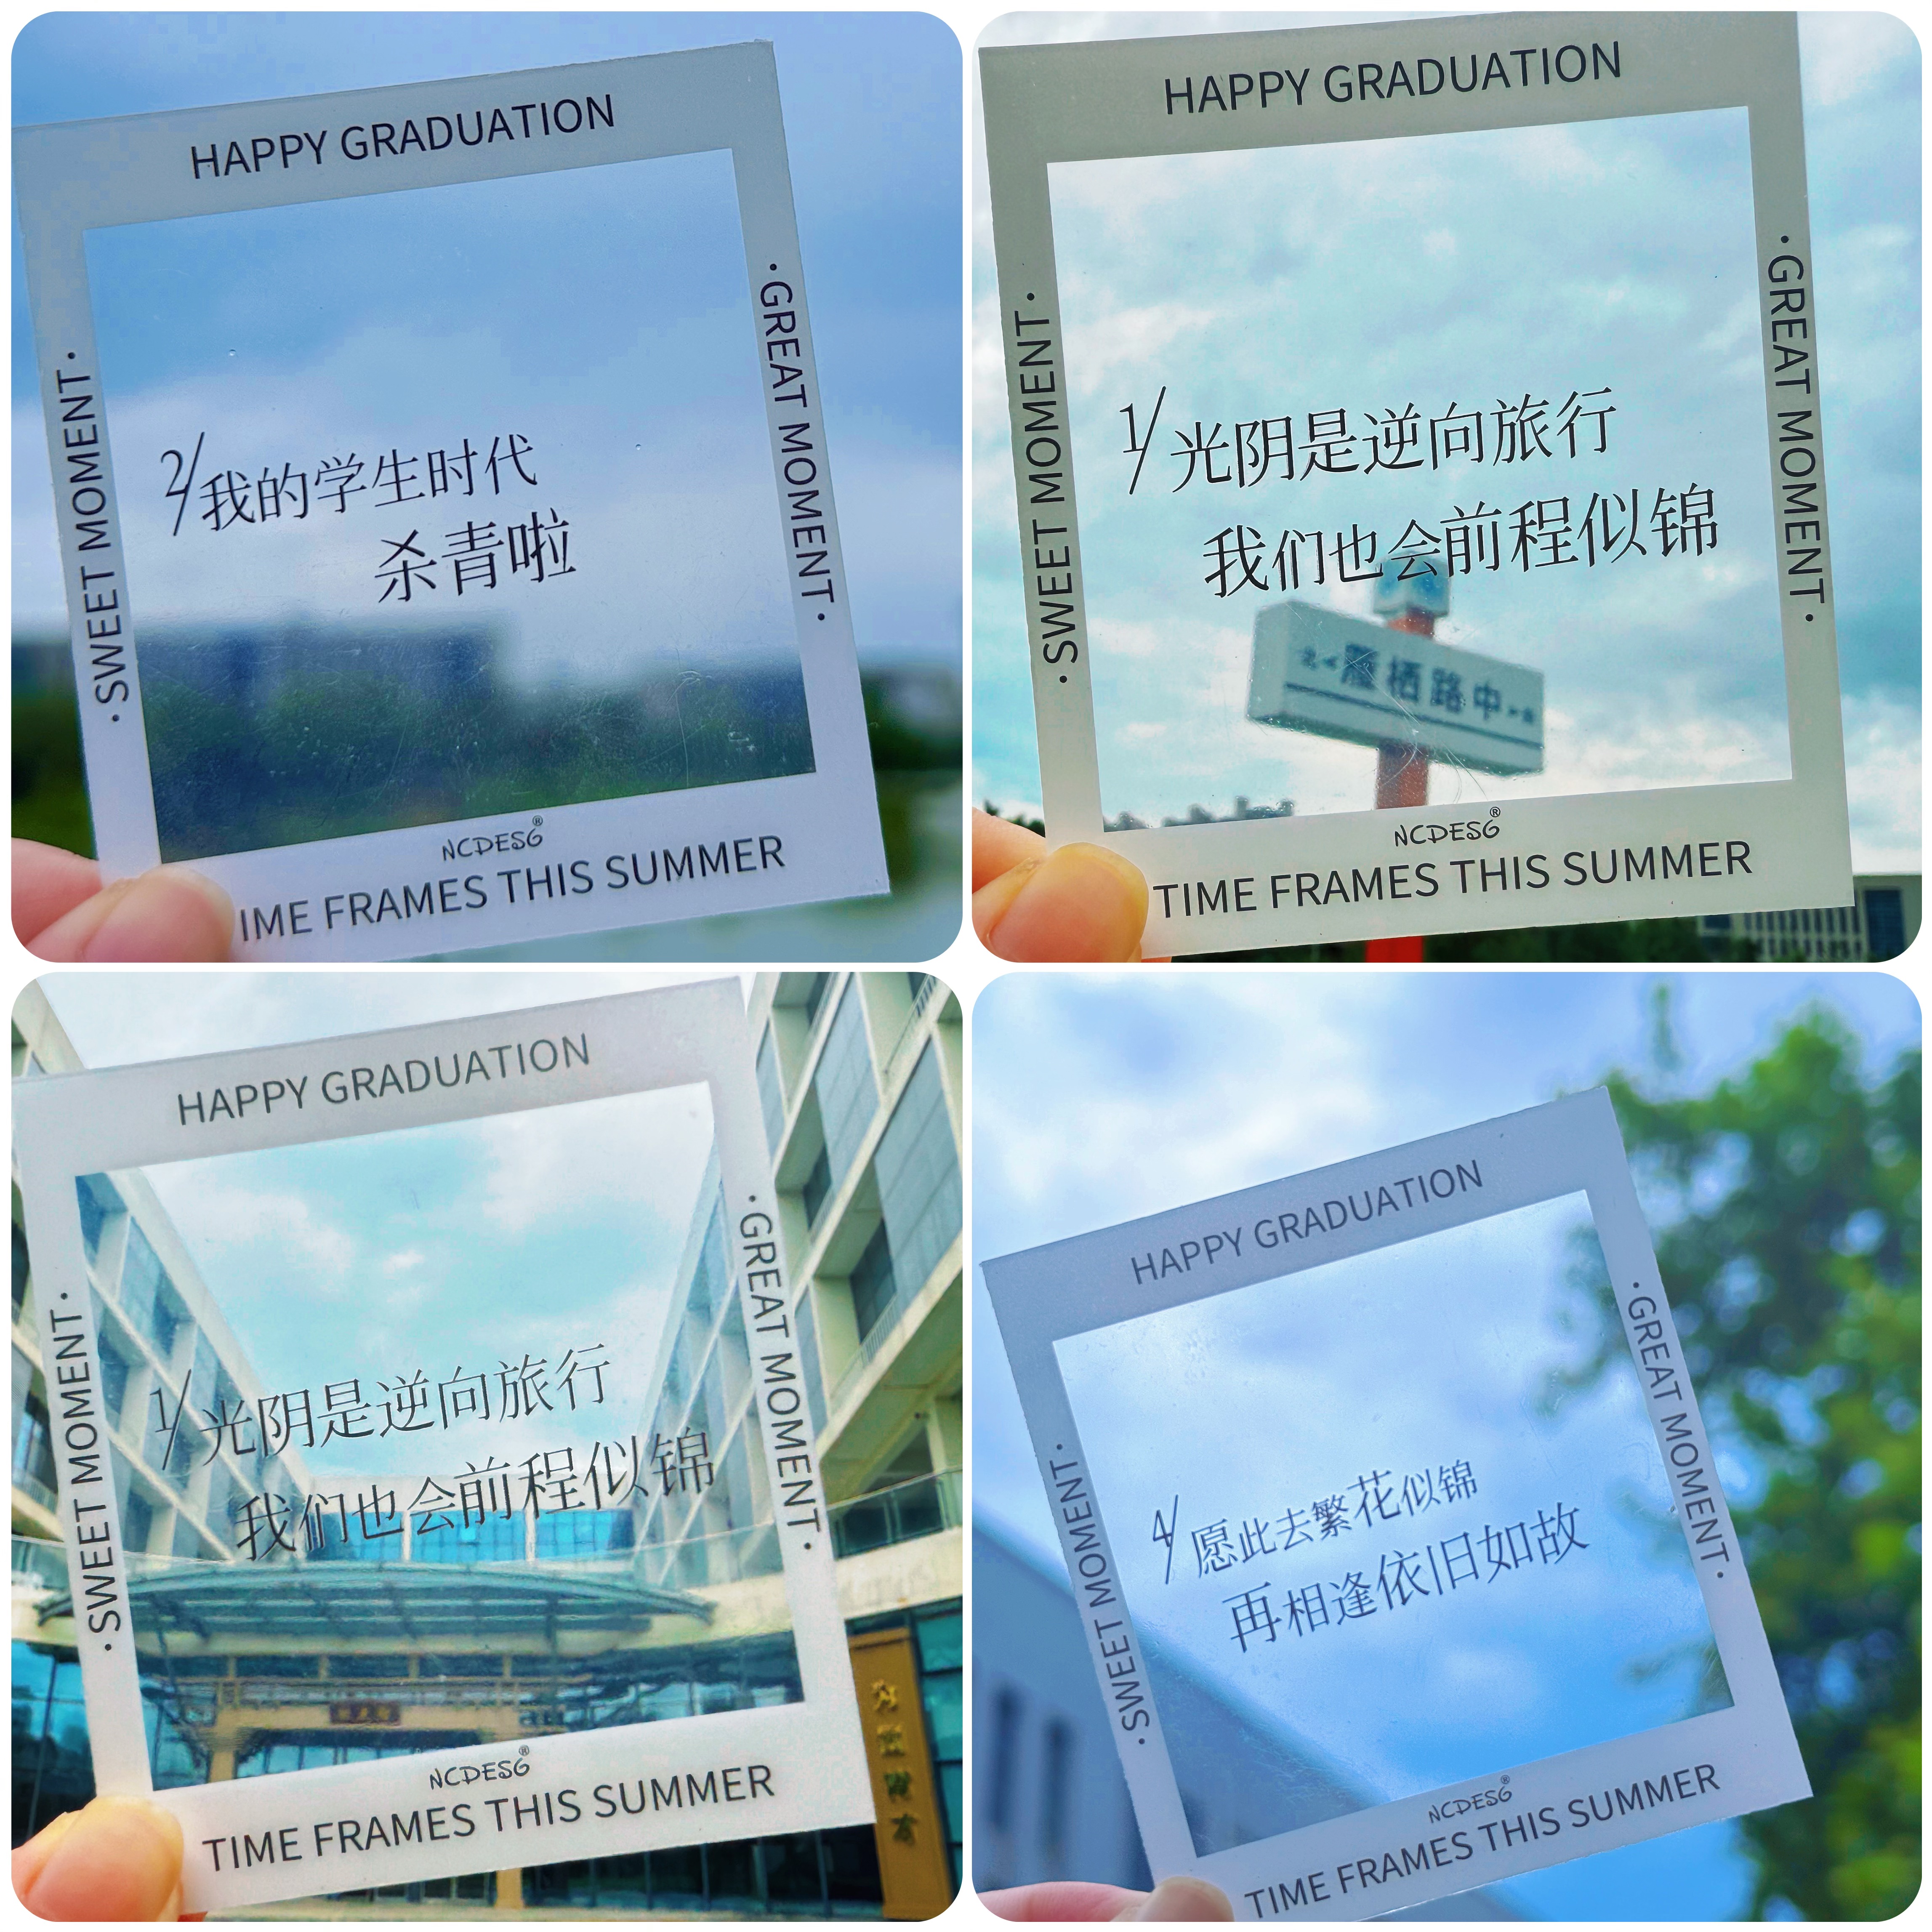 HAPPY GRADUATION
·SWEET MOMENT·
·GREAT MOMENT·
2/我的学生时代
杀青啦
NCDESG®
IME FRAMES THIS SUMMER
HAPPY GRADUATION
·SWEET MOMENT·
·GREAT MOMENT·
1/光阴是逆向旅行
我们也会前程似锦
雁栖路中
NCDESG®
TIME FRAMES THIS SUMMER
HAPPY GRADUATION
·SWEET MOMENT·
·GREAT MOMENT·
1/光阴是逆向旅行
我们也会前程似锦
NCDESG®
TIME FRAMES THIS SUMMER
HAPPY GRADUATION
·SWEET MOMENT·
·GREAT MOMENT·
4/愿此去繁花似锦
再相逢依旧如故
NCDESG®
TIME FRAMES THIS SUMMER